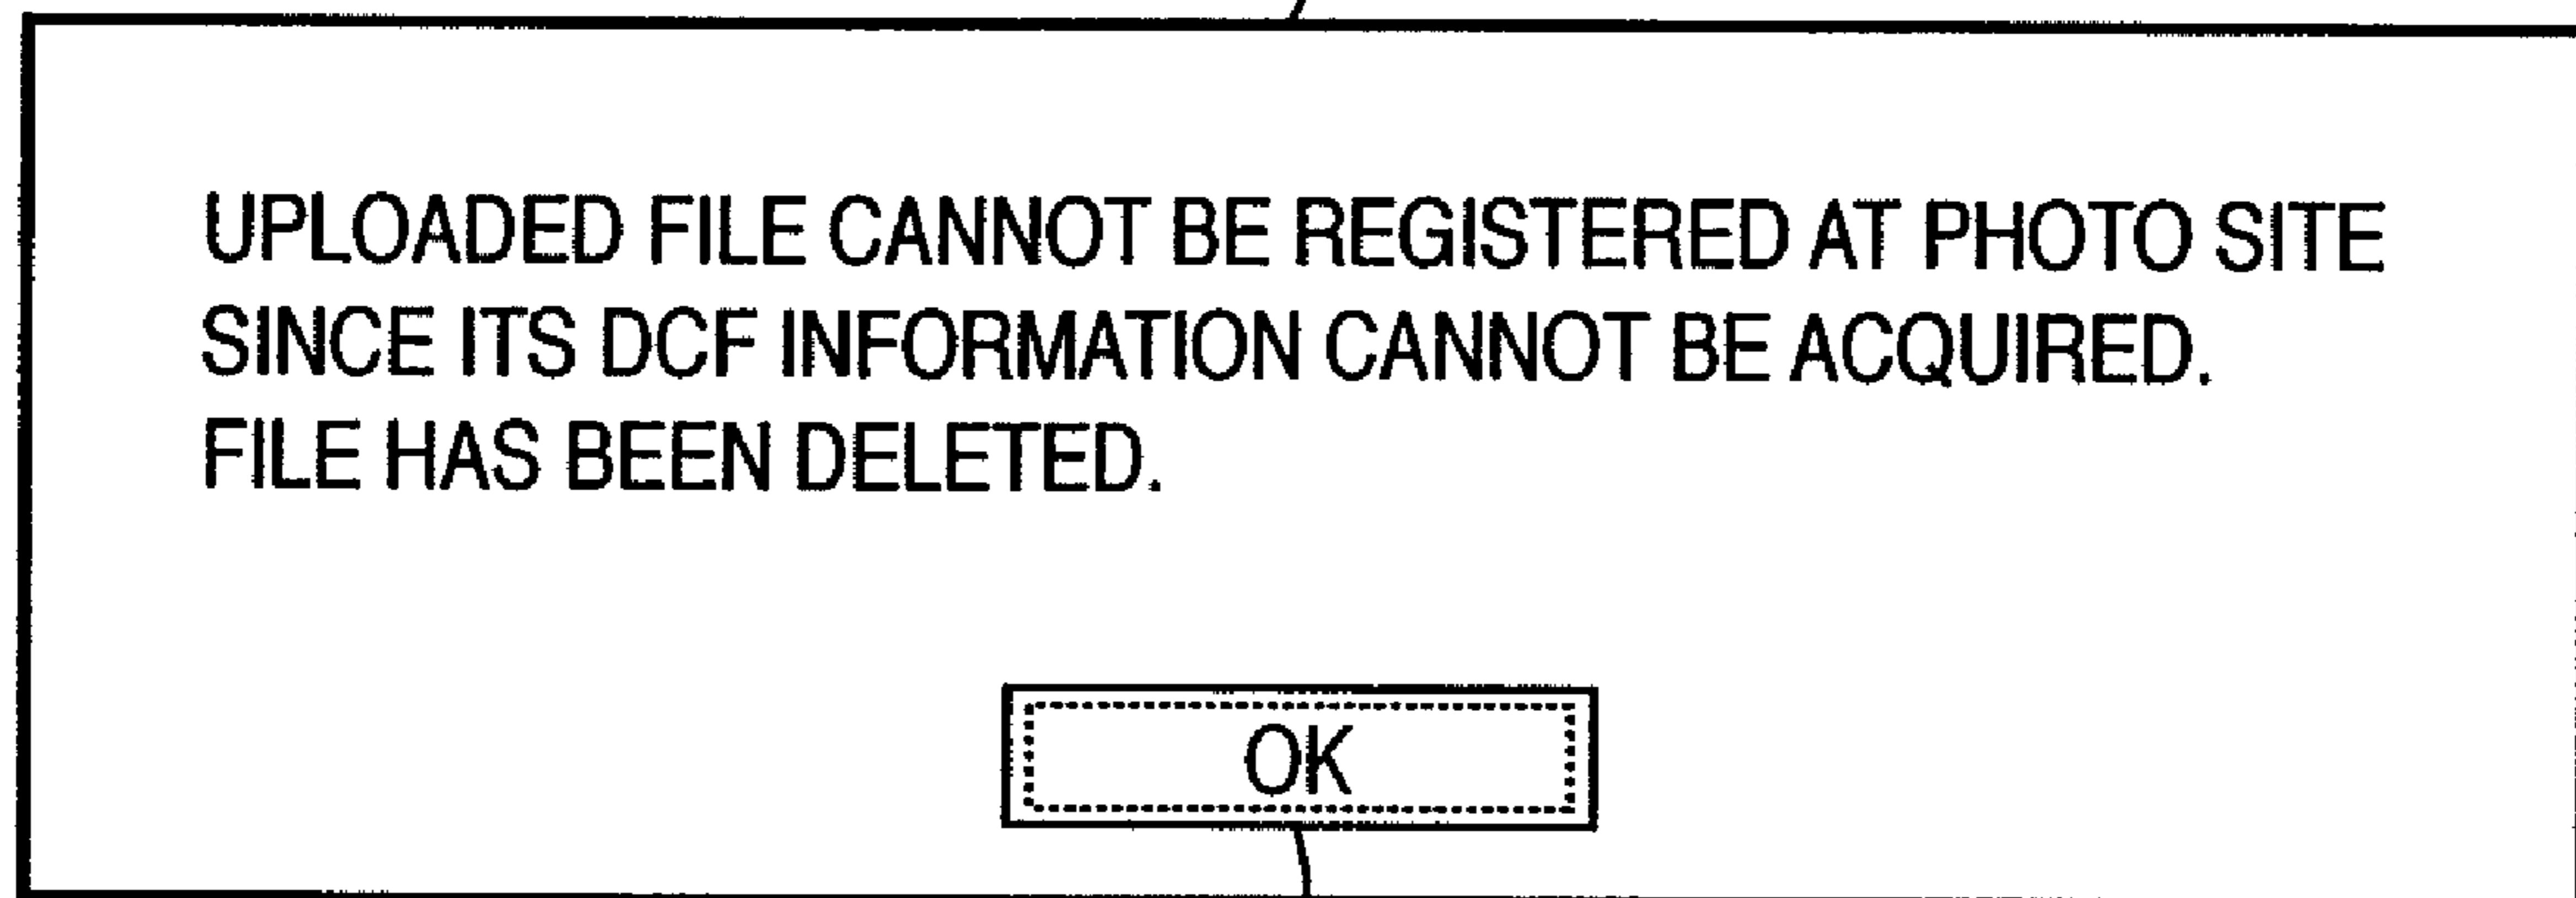 UPLOADED FILE CANNOT BE REGISTERED AT PHOTO SITE
SINCE ITS DCF INFORMATION CANNOT BE ACQUIRED.
FILE HAS BEEN DELETED.
OK